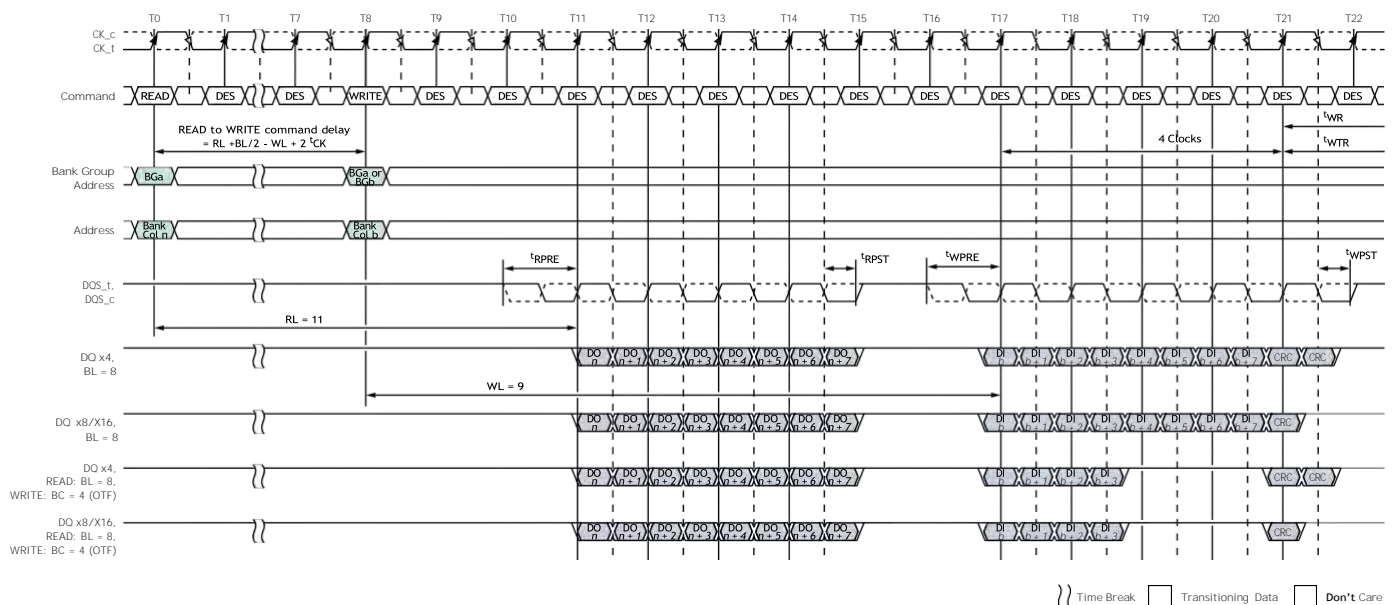 T0 T1 T7 T8 T9 T10 T11 T12 T13 T14 T15 T16 T17 T18 T19 T20 T21 T22
CK_c
CK_t
Command READ DES DES WRITE DES DES DES DES DES DES DES DES DES DES DES DES DES DES
READ to WRITE command delay
= RL +BL/2 - WL + 2 tCK
tWR
4 Clocks
tWTR
Bank Group
Address
BGa
BGa or
BGb
Address
Bank
Col n
Bank
Col b
tRPRE tRPST tWPRE tWPST
DQS_t,
DQS_c
RL = 11
DQ x4,
BL = 8
DO n DO n + 1 DO n + 2 DO n + 3 DO n + 4 DO n + 5 DO n + 6 DO n + 7 DI b DI b + 1 DI b + 2 DI b + 3 DI b + 4 DI b + 5 DI b + 6 DI b + 7 CRC CRC
WL = 9
DQ x8/X16,
BL = 8
DO n DO n + 1 DO n + 2 DO n + 3 DO n + 4 DO n + 5 DO n + 6 DO n + 7 DI b DI b + 1 DI b + 2 DI b + 3 DI b + 4 DI b + 5 DI b + 6 DI b + 7 CRC
DQ x4,
READ: BL = 8,
WRITE: BC = 4 (OTF)
DO n DO n + 1 DO n + 2 DO n + 3 DO n + 4 DO n + 5 DO n + 6 DO n + 7 DI b DI b + 1 DI b + 2 DI b + 3 CRC CRC
DQ x8/X16,
READ: BL = 8,
WRITE: BC = 4 (OTF)
DO n DO n + 1 DO n + 2 DO n + 3 DO n + 4 DO n + 5 DO n + 6 DO n + 7 DI b DI b + 1 DI b + 2 DI b + 3 CRC
Time Break Transitioning Data Don't Care